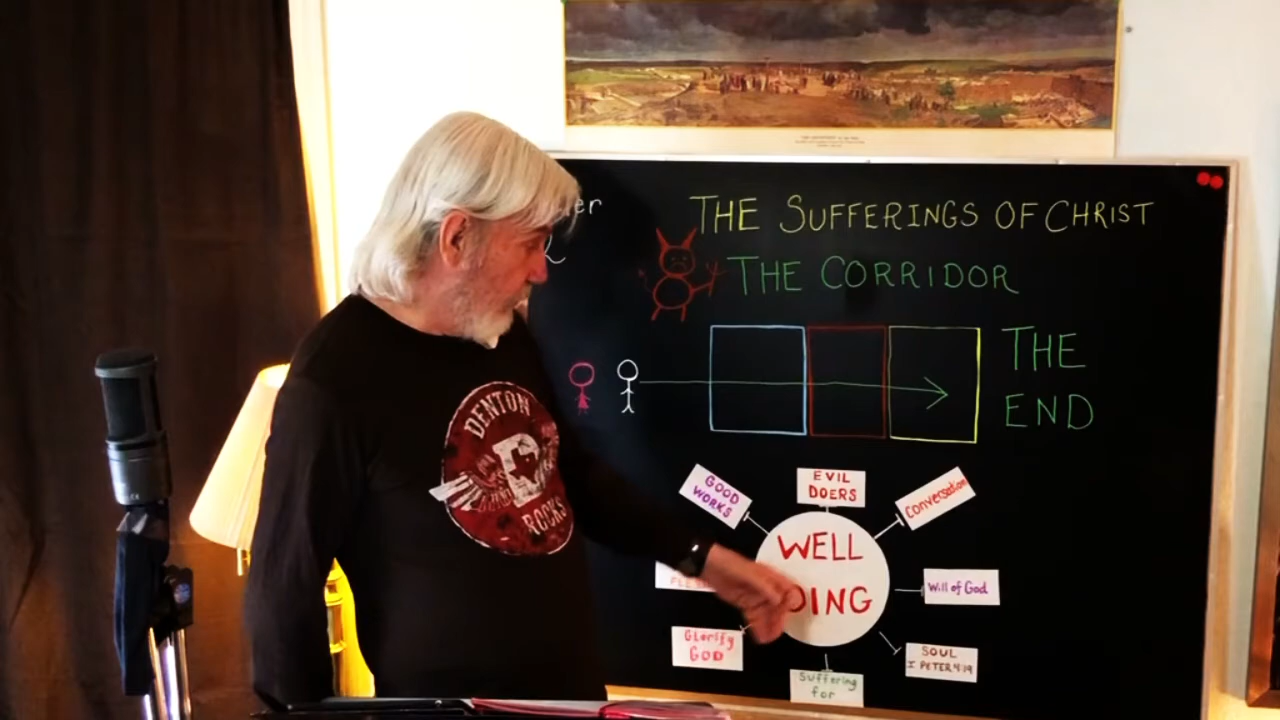 THE SUFFERINGS OF CHRIST
THE CORRIDOR
THE
END
DENTON
ROCKS
GOOD
WORKS
EVIL
DOERS
Conversation
WELL
Will of God
Glorify
GOD
SOUL
I PETER 4:19
Suffering
for